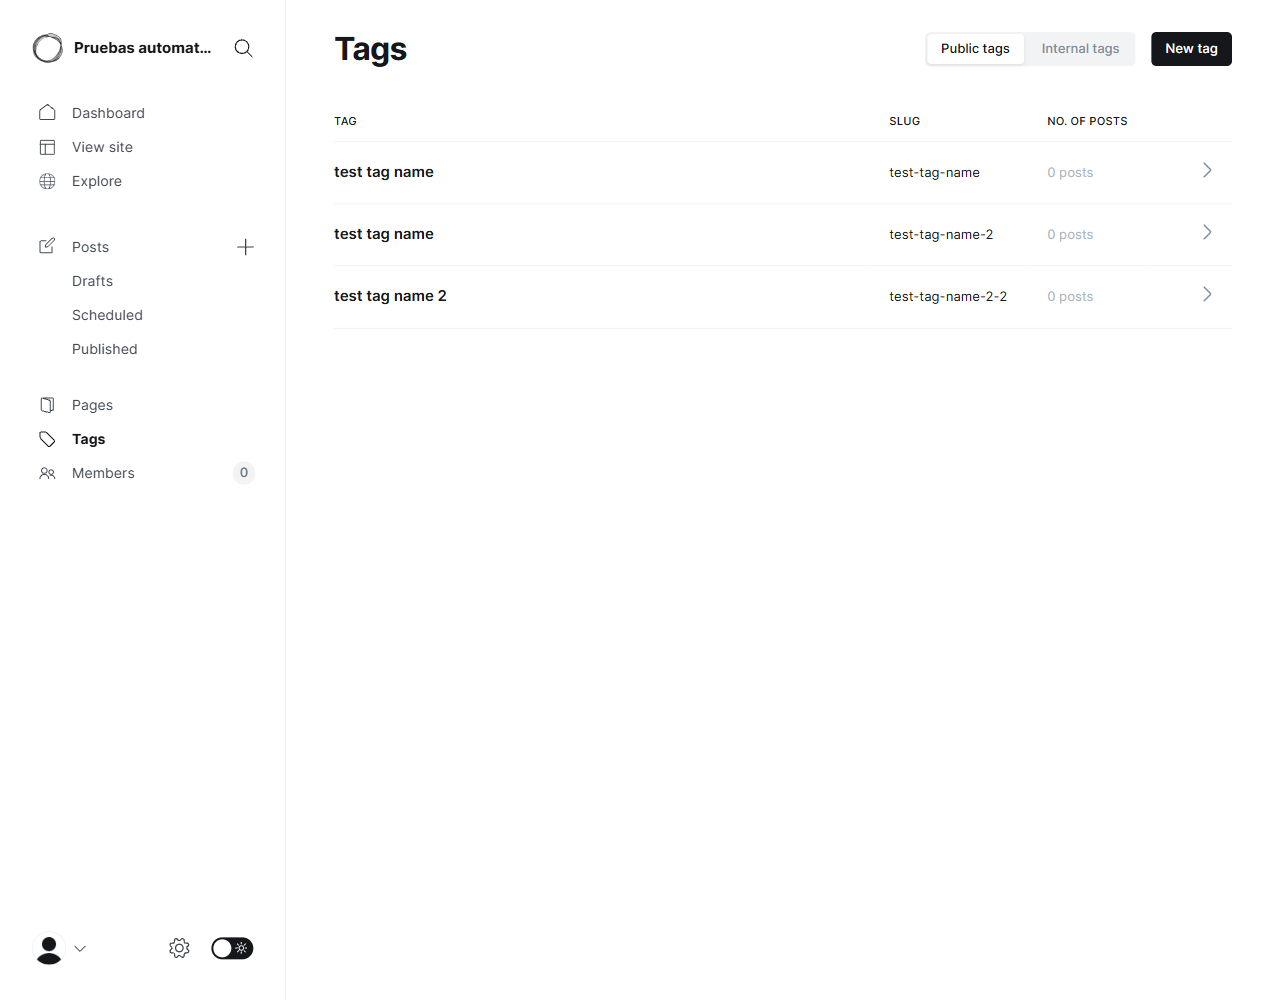 Pruebas automat...
Dashboard
View site
Explore
Posts
Drafts
Scheduled
Published
Pages
Tags
Members 0
Tags
Public tags Internal tags New tag
TAG SLUG NO. OF POSTS
test tag name test-tag-name 0 posts
test tag name test-tag-name-2 0 posts
test tag name 2 test-tag-name-2-2 0 posts